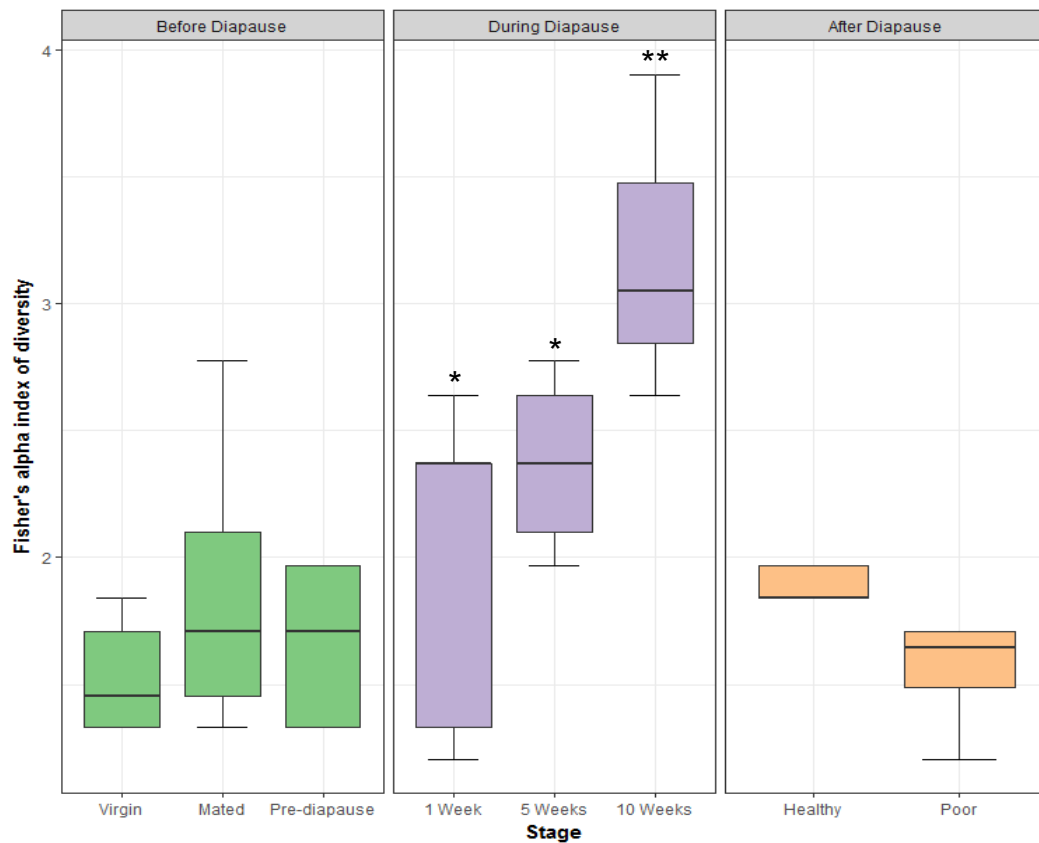 Before Diapause
During Diapause
After Diapause
Fisher's alpha index of diversity
4
3
2
*
*
**
Virgin
Mated
Pre-diapause
1 Week
5 Weeks
10 Weeks
Healthy
Poor
Stage